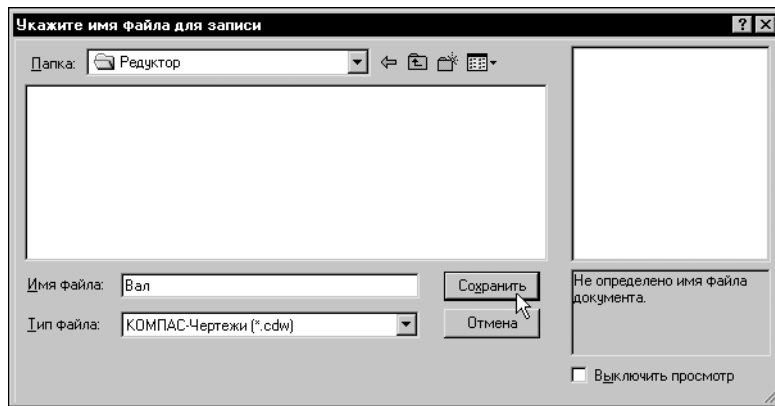 Укажите имя файла для записи
Папка: Редуктор
Имя файла: Вал Сохранить
Тип файла: КОМПАС-Чертежи (*.cdw) Отмена
Не определено имя файла
документа.
Выключить просмотр